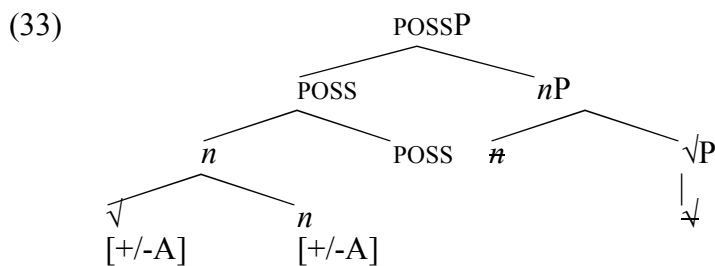 (33) POSSP
POSS nP
n POSS n √P
√ n √
[+/-A] [+/-A]